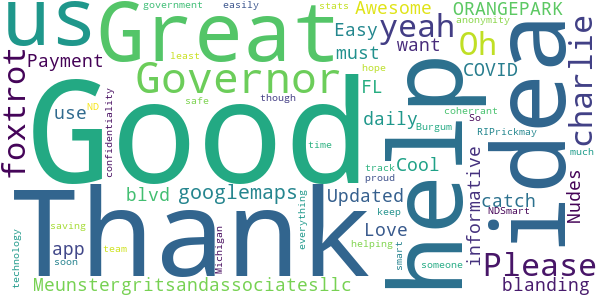 us
government
easily
stats
Awesome
ORANGEPARK
Great
yeah
Easy
anonymity
Oh
Payment
least
must
want
charlie
idea
foxtrot
Governor
hope
FL
COVID
help
Good
use
ND
confidentiality
safe
though
daily
Burgum
coherrant
So
RIPrickmay
time
much
track
Cool
informative
proud
Thank
blvd
googlemaps
Updated
catch
Nudes
everything
keep
NDSmart
Love
app
saving
Michigan
technology
soon
team
helping
smart
someone
Please
Meunstergritsandassociatesllc
blanding